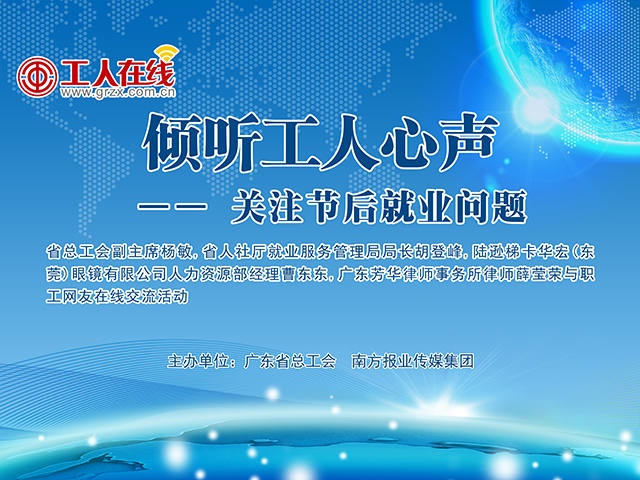 工人在线
www.grzx.com.cn
倾听工人心声
—— 关注节后就业问题
省总工会副主席杨敏,省人社厅就业服务管理局局长胡登峰,陆逊梯卡华宏(东
莞)眼镜有限公司人力资源部经理曹东东,广东芳华律师事务所律师薛莹荣与职
工网友在线交流活动
主办单位：广东省总工会 南方报业传媒集团